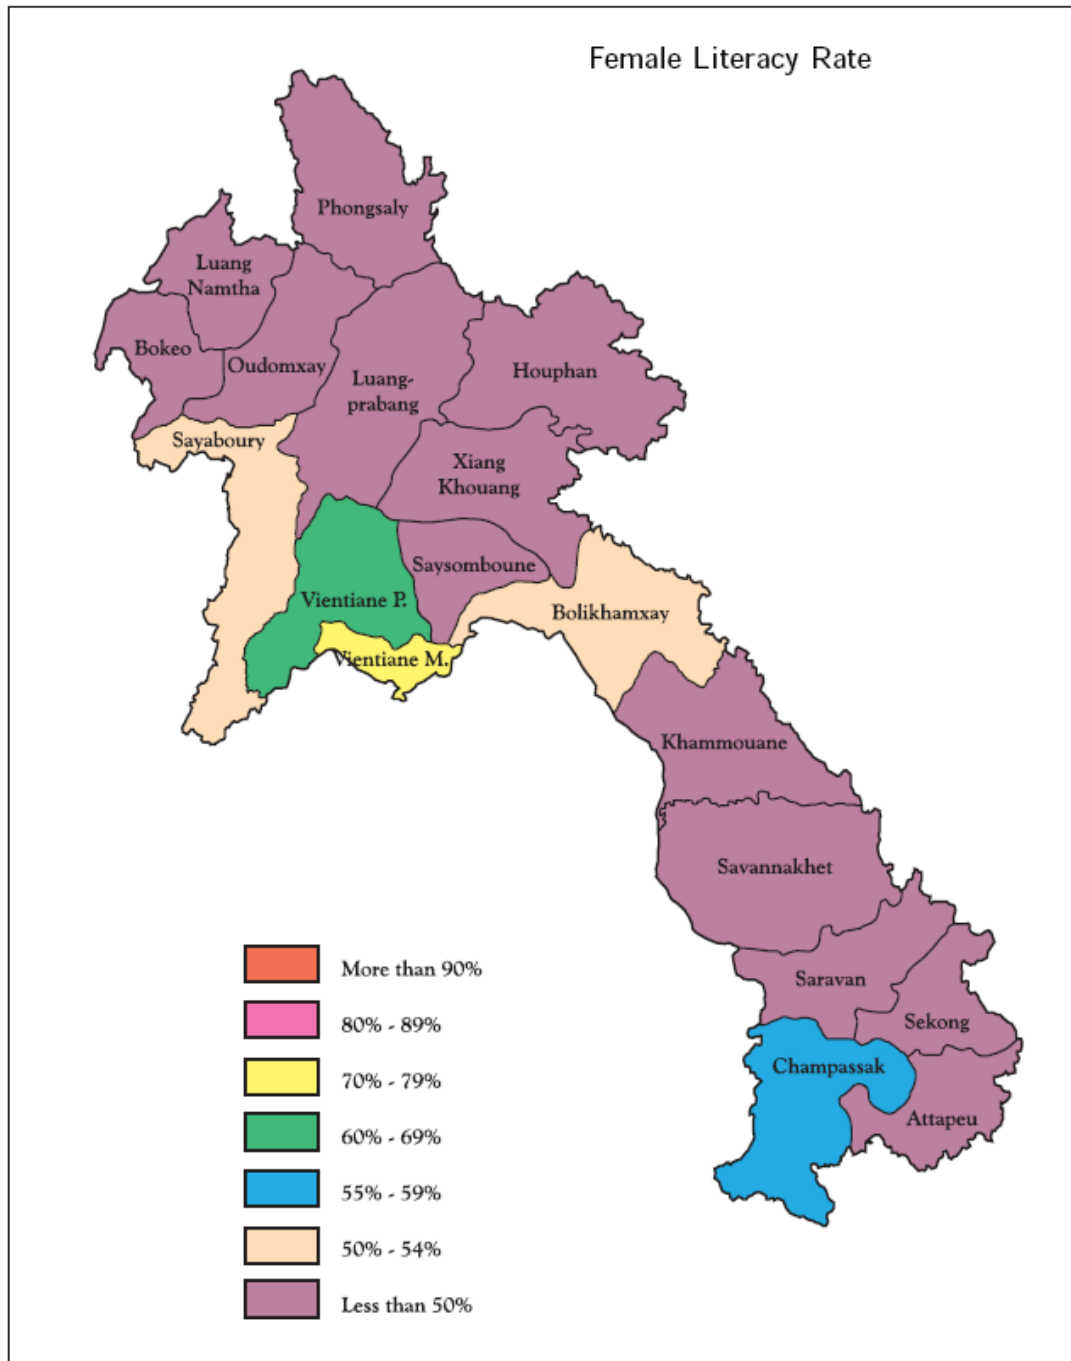 Female Literacy Rate
Phongsaly
Luang
Namtha
Bokeo
Oudomxay
Luang-
prabang
Houphan
Sayaboury
Xiang
Khouang
Saysomboune
Vientiane P.
Bolikhamxay
Vientiane M.
Khammouane
Savannakhet
Saravan
Sekong
Champassak
Attapeu
More than 90%
80% - 89%
70% - 79%
60% - 69%
55% - 59%
50% - 54%
Less than 50%